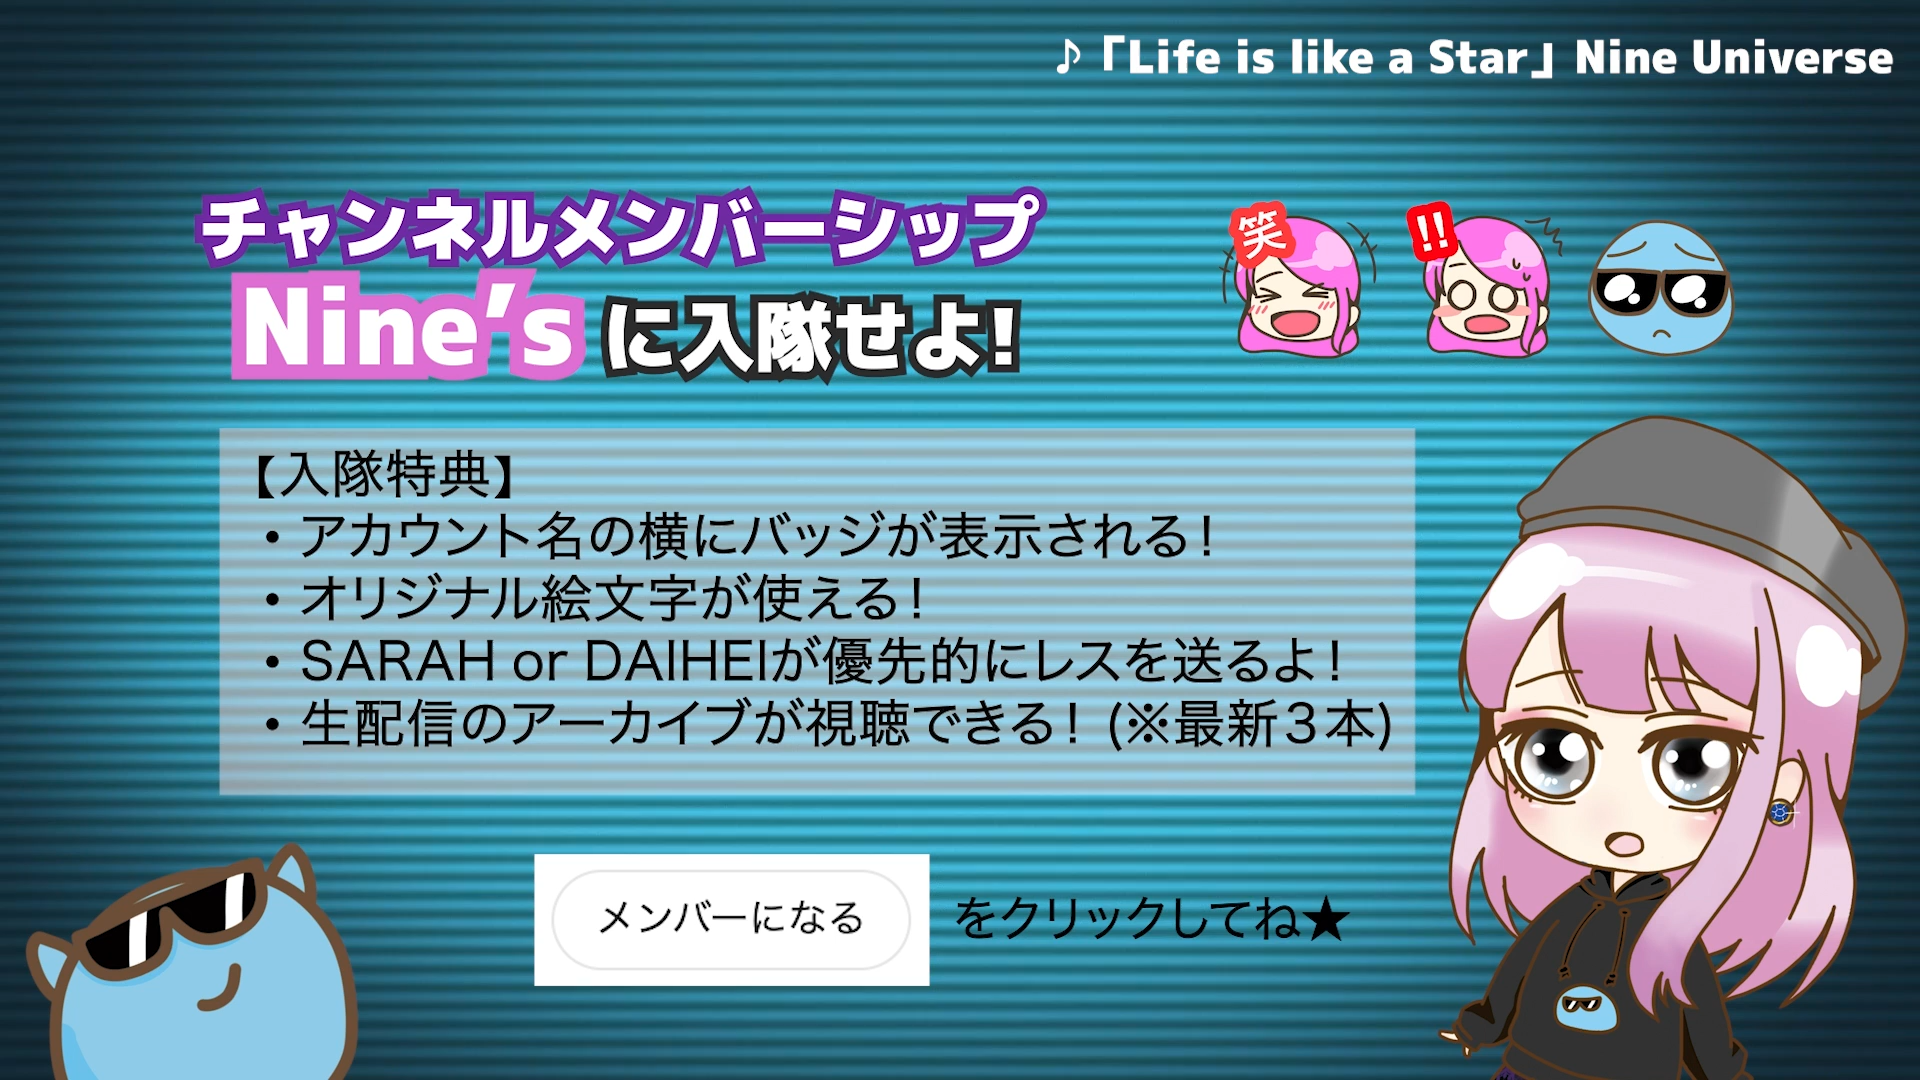 ♪「Life is like a Star」Nine Universe
チャンネルメンバーシップ
Nine’sに入隊せよ!
笑
!!
【入隊特典】
・アカウント名の横にバッジが表示される！
・オリジナル絵文字が使える！
・SARAH or DAIHEIが優先的にレスを送るよ！
・生配信のアーカイブが視聴できる！(※最新３本)
メンバーになる をクリックしてね★